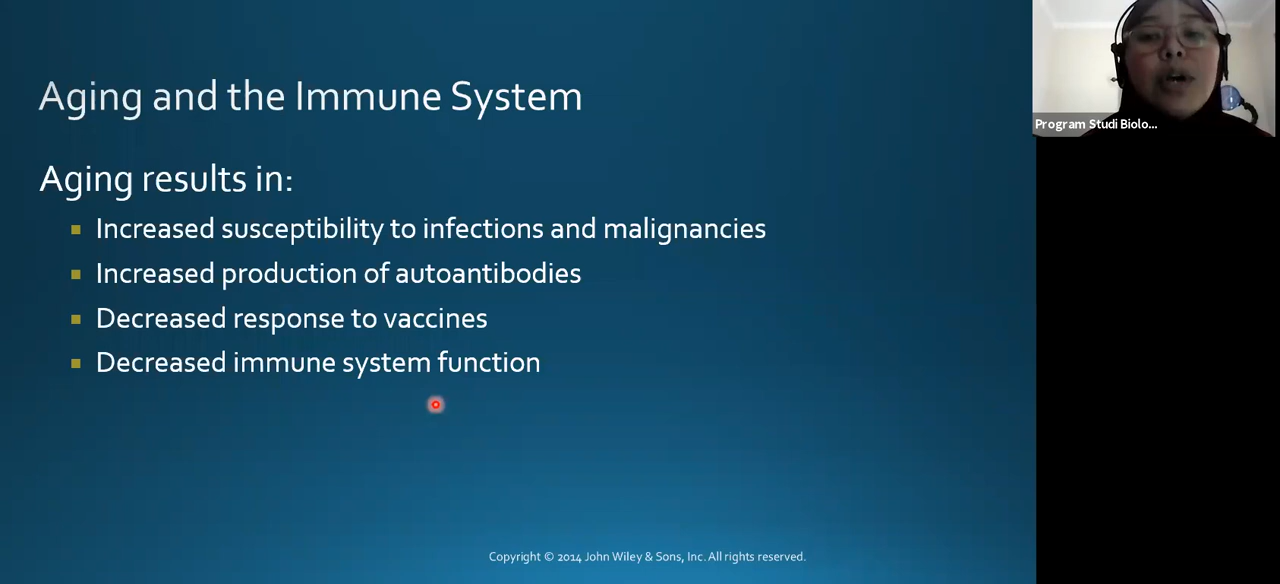 Aging and the Immune System
Aging results in:
Increased susceptibility to infections and malignancies
Increased production of autoantibodies
Decreased response to vaccines
Decreased immune system function
Copyright © 2014 John Wiley & Sons, Inc. All rights reserved.
Program Studi Biolo...